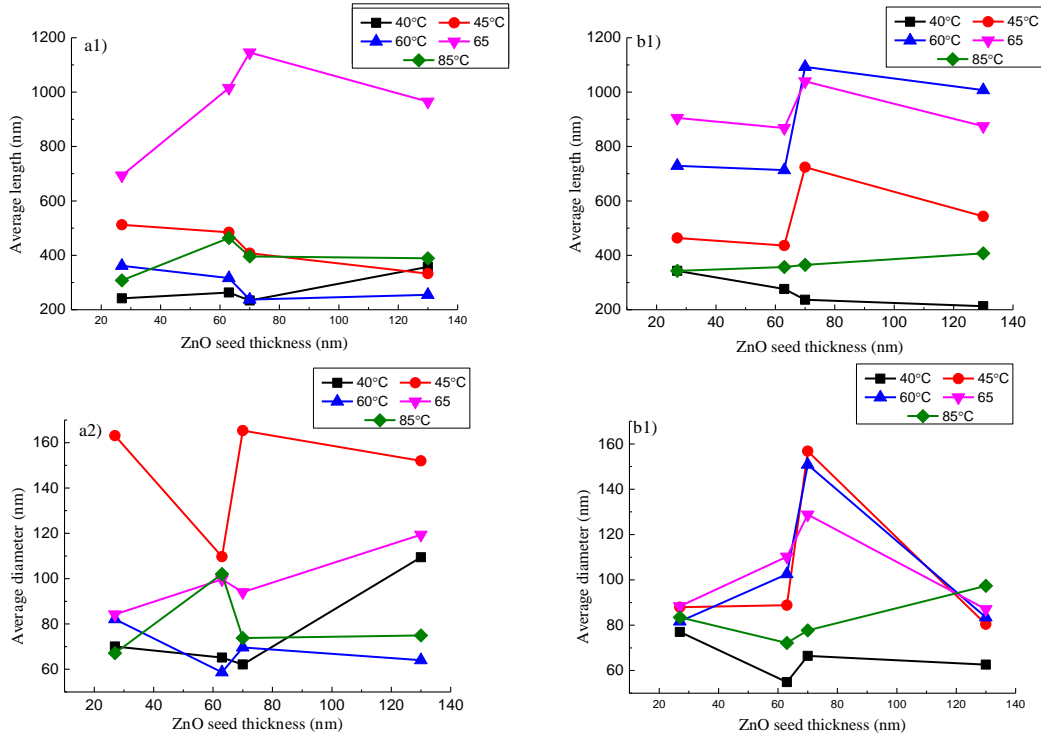 a1)
40°C 45°C
60°C 65
85°C
1200
1000
800
600
400
200
20 40 60 80 100 120 140
Average length (nm)
ZnO seed thickness (nm)
b1)
40°C 45°C
60°C 65
85°C
1200
1000
800
600
400
200
20 40 60 80 100 120 140
Average length (nm)
ZnO seed thickness (nm)
a2)
40°C 45°C
60°C 65
85°C
160
140
120
100
80
60
20 40 60 80 100 120 140
Average diameter (nm)
ZnO seed thickness (nm)
b1)
40°C 45°C
60°C 65
85°C
160
140
120
100
80
60
20 40 60 80 100 120 140
Average diameter (nm)
ZnO seed thickness (nm)